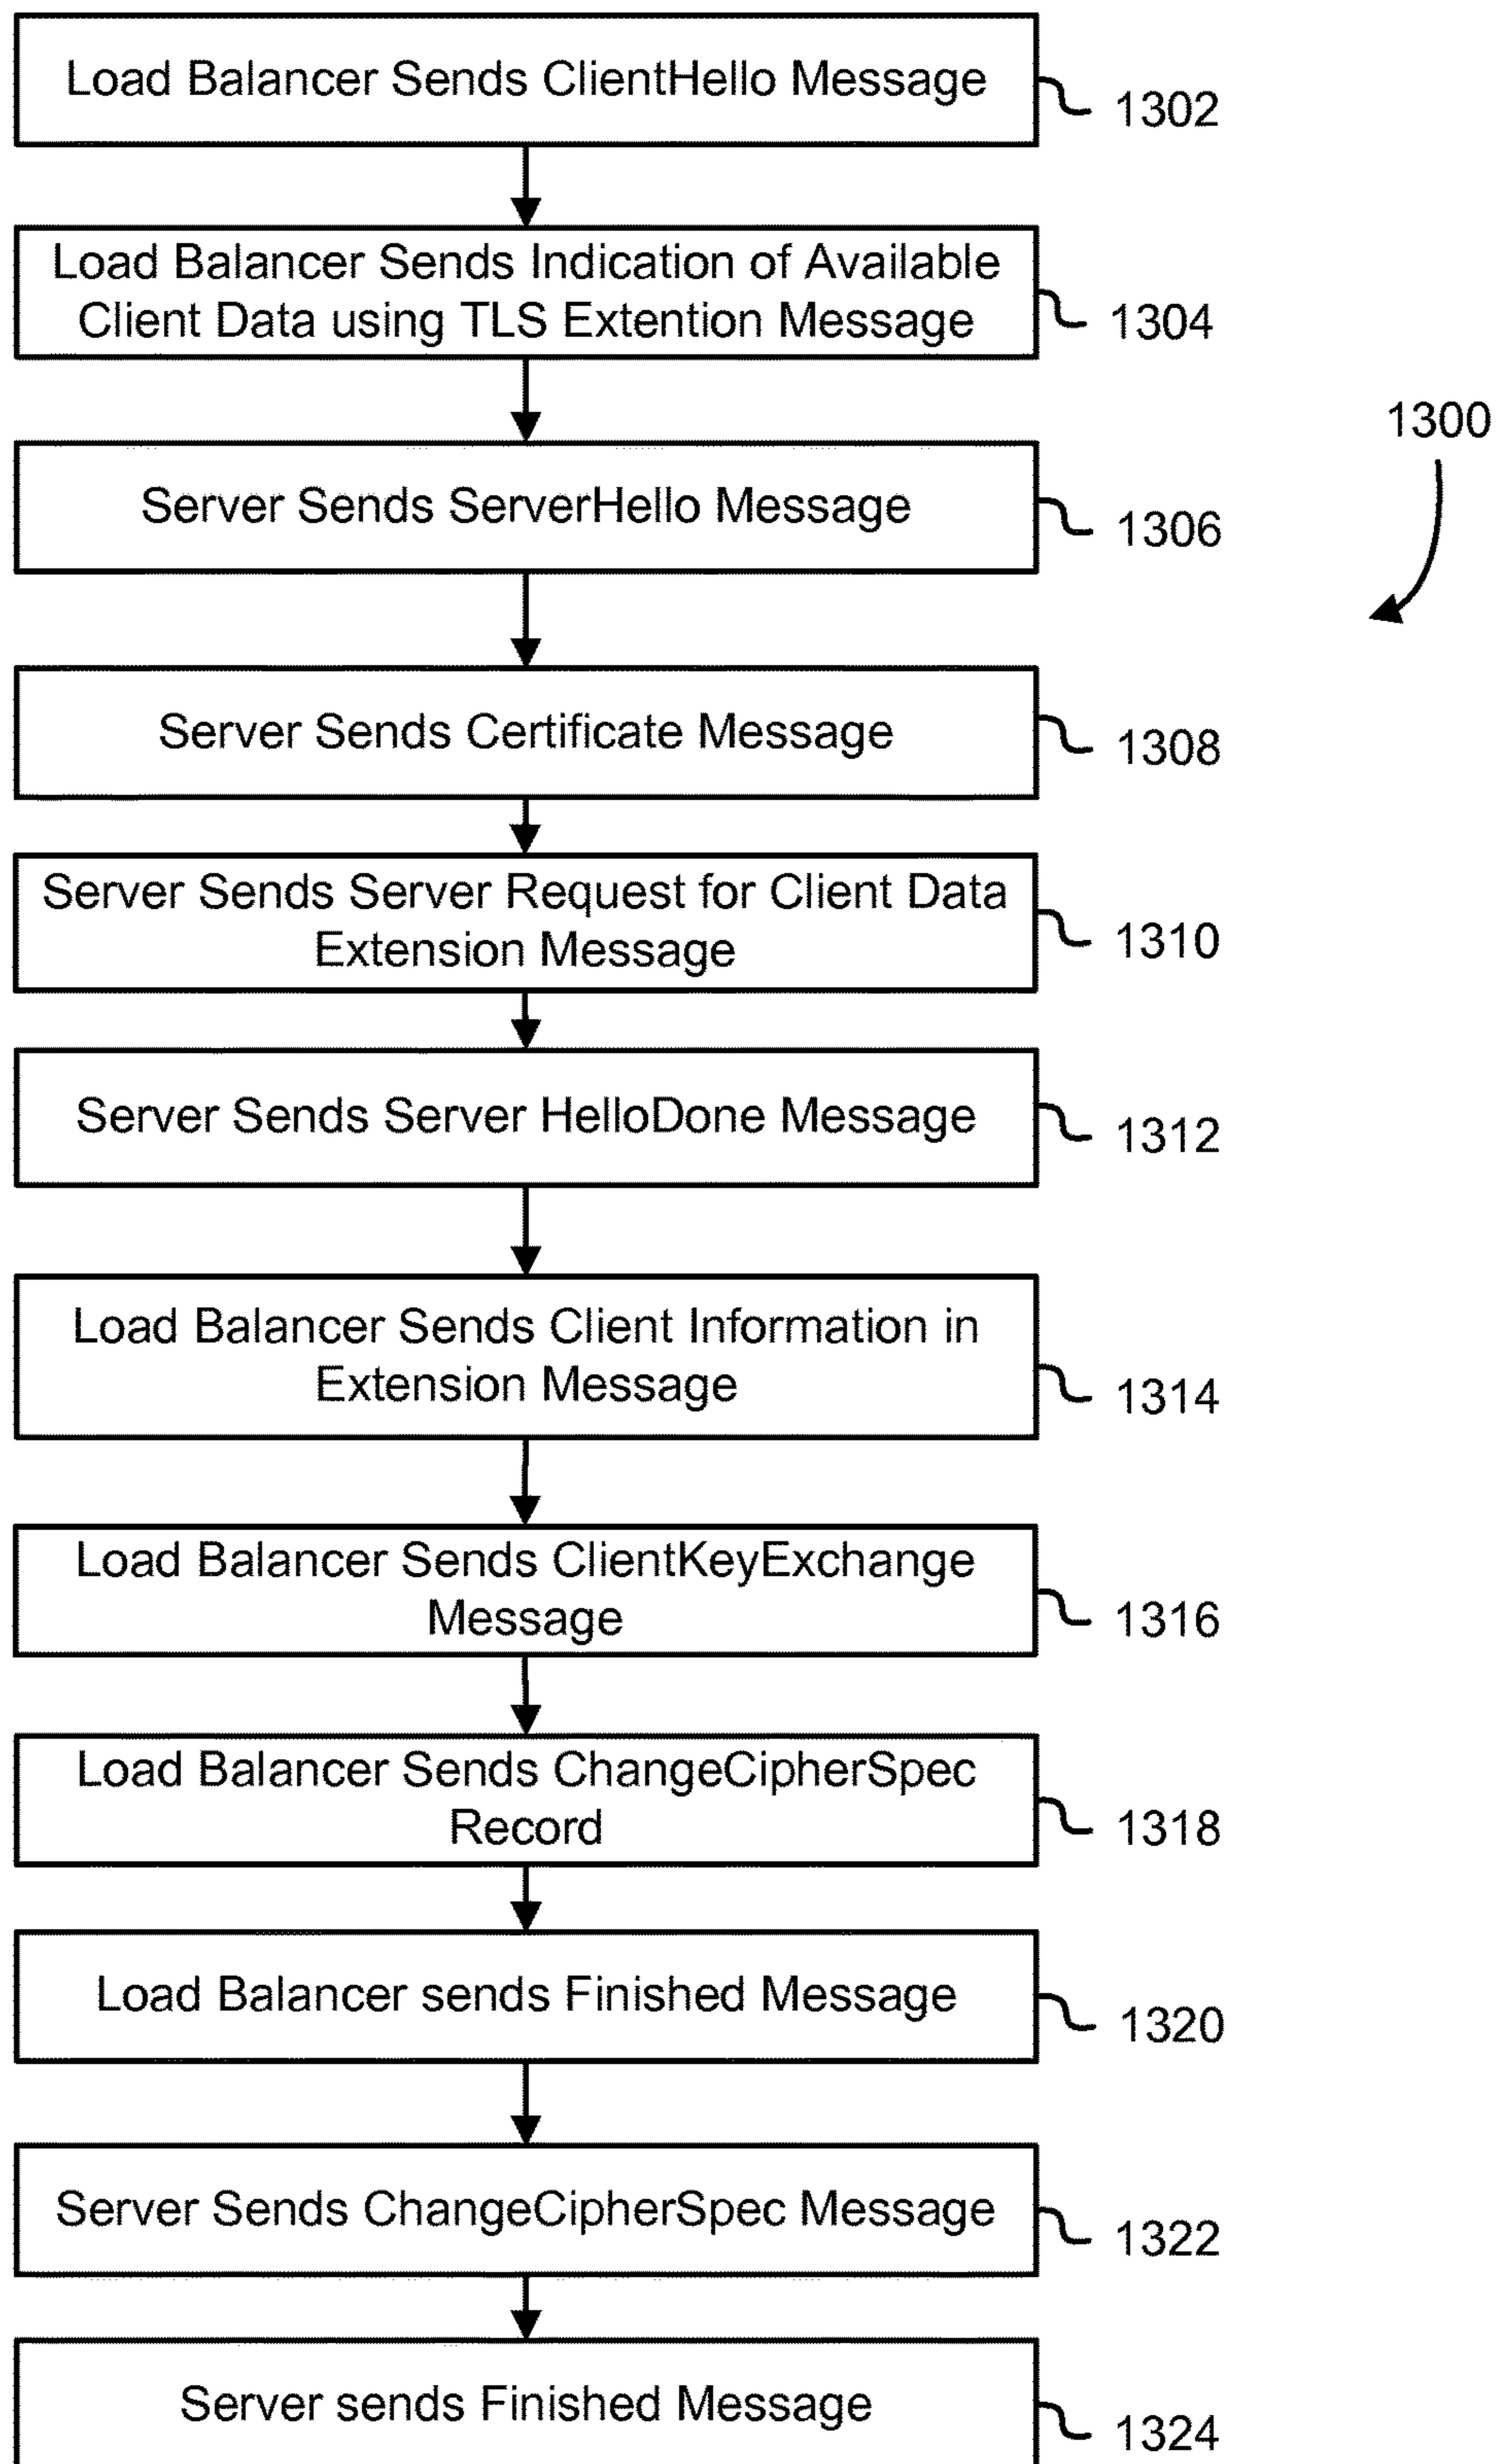 Load Balancer Sends ClientHello Message
1302
Load Balancer Sends Indication of Available
Client Data using TLS Extention Message
1304
1300
Server Sends ServerHello Message
1306
Server Sends Certificate Message
1308
Server Sends Server Request for Client Data
Extension Message
1310
Server Sends Server HelloDone Message
1312
Load Balancer Sends Client Information in
Extension Message
1314
Load Balancer Sends ClientKeyExchange
Message
1316
Load Balancer Sends ChangeCipherSpec
Record
1318
Load Balancer sends Finished Message
1320
Server Sends ChangeCipherSpec Message
1322
Server sends Finished Message
1324